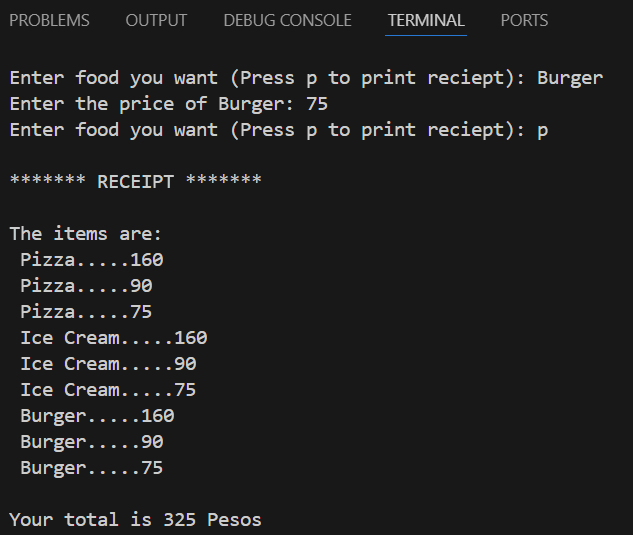 PROBLEMS OUTPUT DEBUG CONSOLE TERMINAL PORTS
Enter food you want (Press p to print reciept): Burger
Enter the price of Burger: 75
Enter food you want (Press p to print reciept): p
******* RECEIPT *******
The items are:
Pizza.....160
Pizza.....90
Pizza.....75
Ice Cream.....160
Ice Cream.....90
Ice Cream.....75
Burger.....160
Burger.....90
Burger.....75
Your total is 325 Pesos